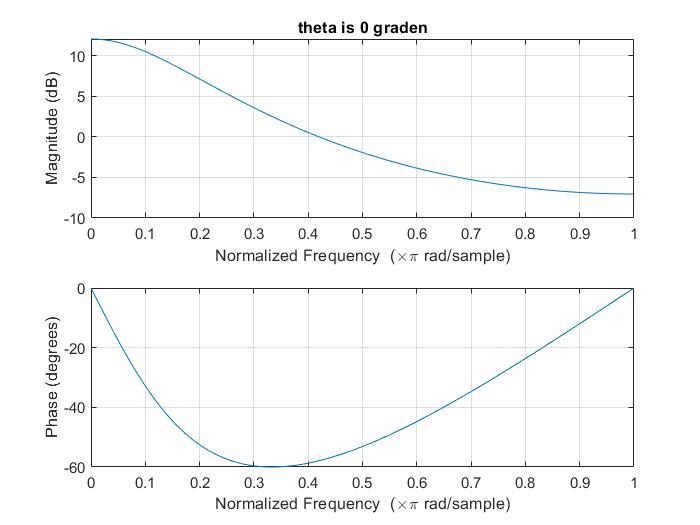 theta is 0 graden
10
5
0
-5
-10
Magnitude (dB)
0 0.1 0.2 0.3 0.4 0.5 0.6 0.7 0.8 0.9 1
Normalized Frequency (×π rad/sample)
0
-20
-40
-60
Phase (degrees)
0 0.1 0.2 0.3 0.4 0.5 0.6 0.7 0.8 0.9 1
Normalized Frequency (×π rad/sample)